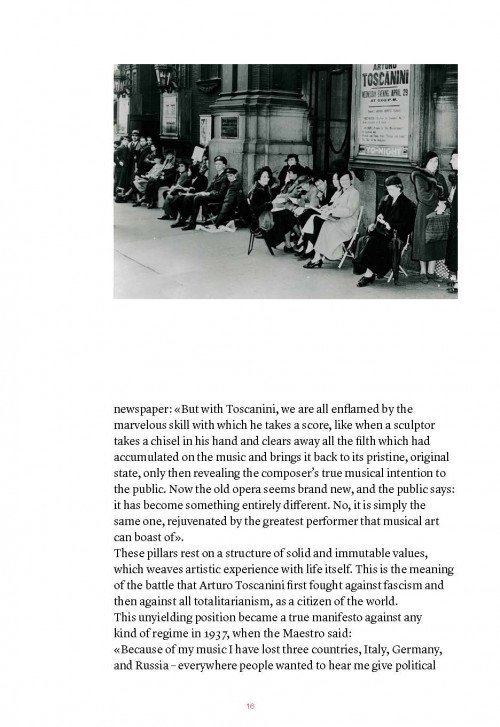 ARTURO
TOSCANINI
WEDNESDAY EVENING, APRIL 29
TO-NIGHT
newspaper: «But with Toscanini, we are all enflamed by the
marvelous skill with which he takes a score, like when a sculptor
takes a chisel in his hand and clears away all the filth which had
accumulated on the music and brings it back to its pristine, original
state, only then revealing the composer’s true musical intention to
the public. Now the old opera seems brand new, and the public says:
it has become something entirely different. No, it is simply the
same one, rejuvenated by the greatest performer that musical art
can boast of».
These pillars rest on a structure of solid and immutable values,
which weaves artistic experience with life itself. This is the meaning
of the battle that Arturo Toscanini first fought against fascism and
then against all totalitarianism, as a citizen of the world.
This unyielding position became a true manifesto against any
kind of regime in 1937, when the Maestro said:
«Because of my music I have lost three countries, Italy, Germany,
and Russia – everywhere people wanted to hear me give political
16